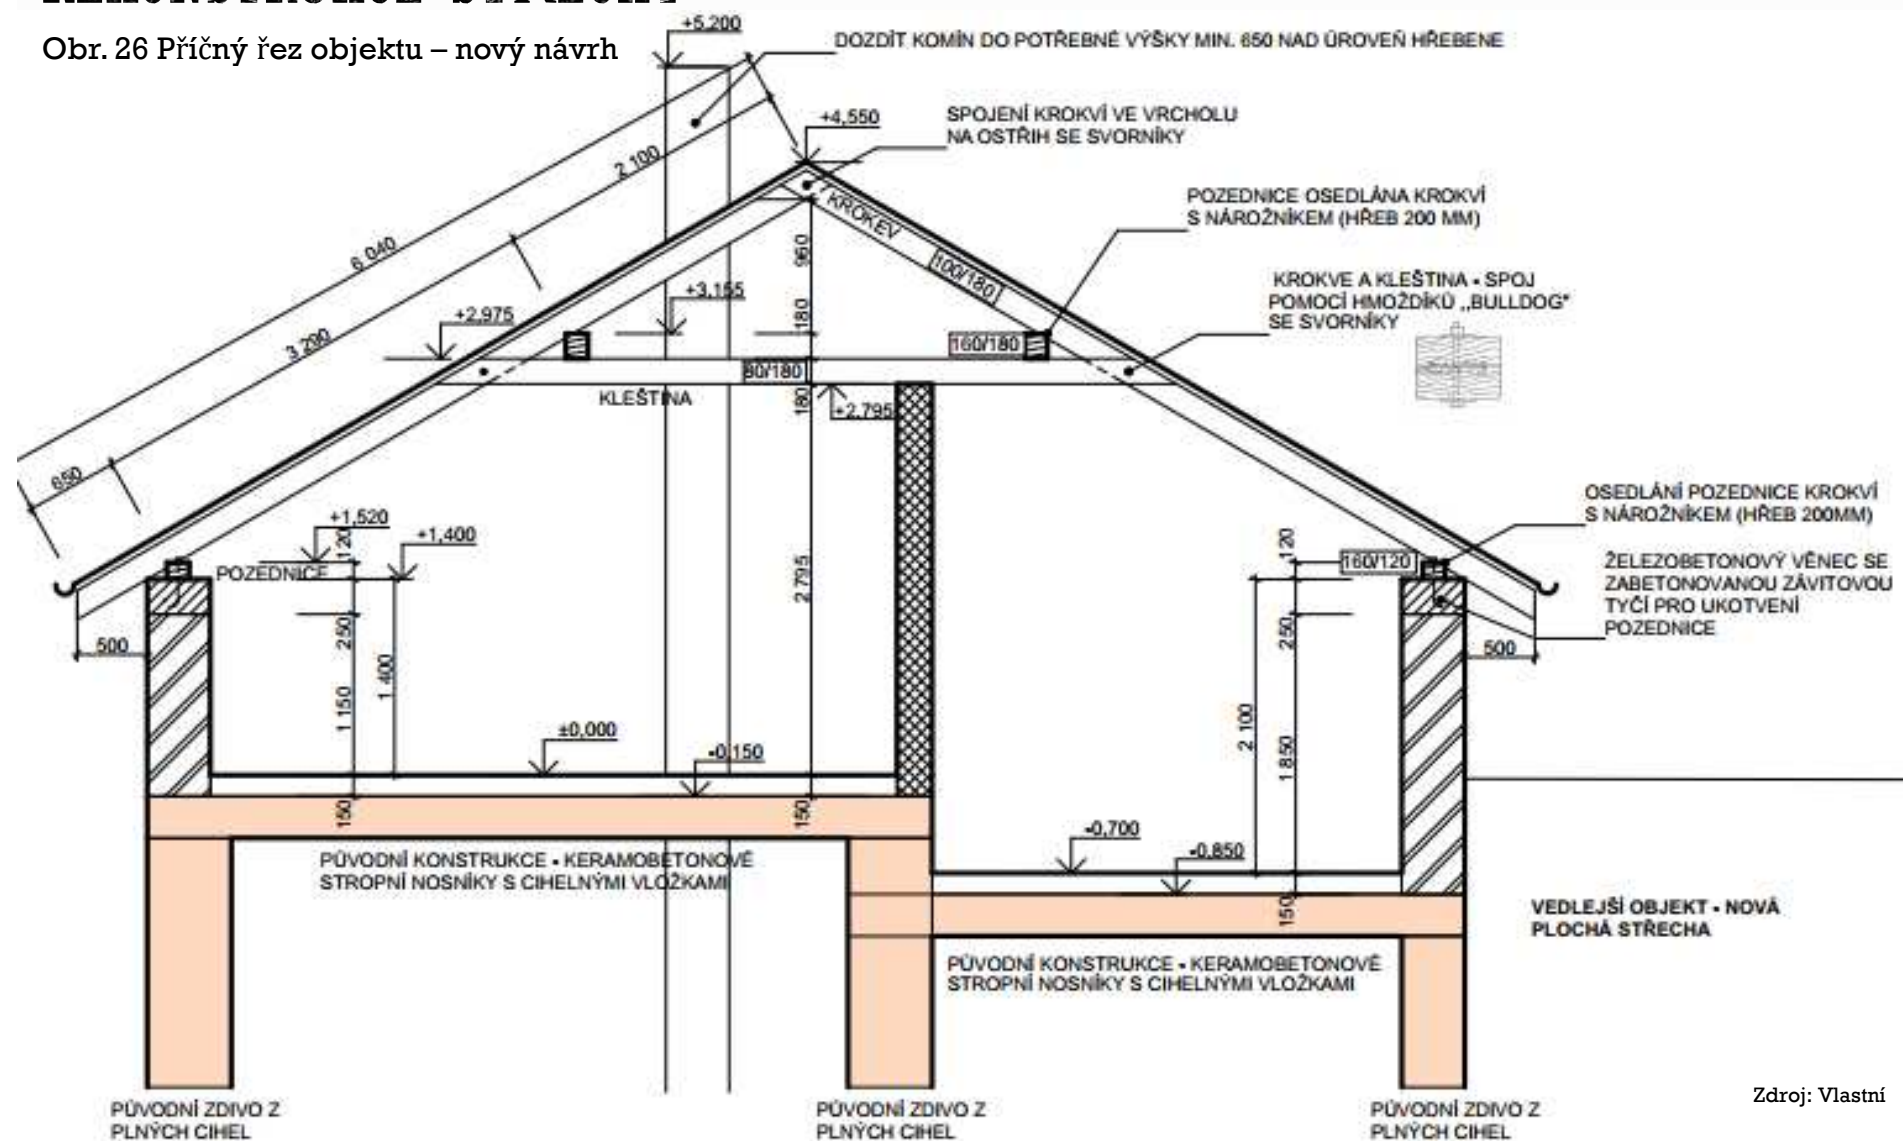 Obr. 26 Příčný řez objektu – nový návrh
+5,200
DOZDÍT KOMÍN DO POTŘEBNÉ VÝŠKY MIN. 650 NAD ÚROVEŇ HŘEBENE
+4,550
SPOJENÍ KROKVÍ VE VRCHOLU
NA OSTŘIH SE SVORNÍKY
2 100
6 040
3 290
650
POZEDNICE OSEDLÁNA KROKVÍ
S NÁROŽNÍKEM (HŘEB 200 MM)
KROKEV
100/180
960
180
KROKVE A KLEŠTINA - SPOJ
POMOCÍ HMOŽDÍKŮ ,,BULLDOG"
SE SVORNÍKY
+3,155
+2,975
160/180
80/180
KLEŠTINA
180
+2,795
OSEDLÁNÍ POZEDNICE KROKVÍ
S NÁROŽNÍKEM (HŘEB 200MM)
+1,520
120
+1,400
POZEDNICE
2 795
120
160/120
ŽELEZOBETONOVÝ VĚNEC SE
ZABETONOVANOU ZÁVITOVOU
TYČÍ PRO UKOTVENÍ
POZEDNICE
500
250
1 400
1 150
250
500
±0,000
-0,150
2 100
1850
150
150
-0,700
-0,850
PŮVODNÍ KONSTRUKCE - KERAMOBETONOVÉ
STROPNÍ NOSNÍKY S CIHELNÝMI VLOŽKAMI
150
VEDLEJŠÍ OBJEKT - NOVÁ
PLOCHÁ STŘECHA
PŮVODNÍ KONSTRUKCE - KERAMOBETONOVÉ
STROPNÍ NOSNÍKY S CIHELNÝMI VLOŽKAMI
Zdroj: Vlastní
PŮVODNÍ ZDIVO Z
PLNÝCH CIHEL
PŮVODNÍ ZDIVO Z
PLNÝCH CIHEL
PŮVODNÍ ZDIVO Z
PLNÝCH CIHEL